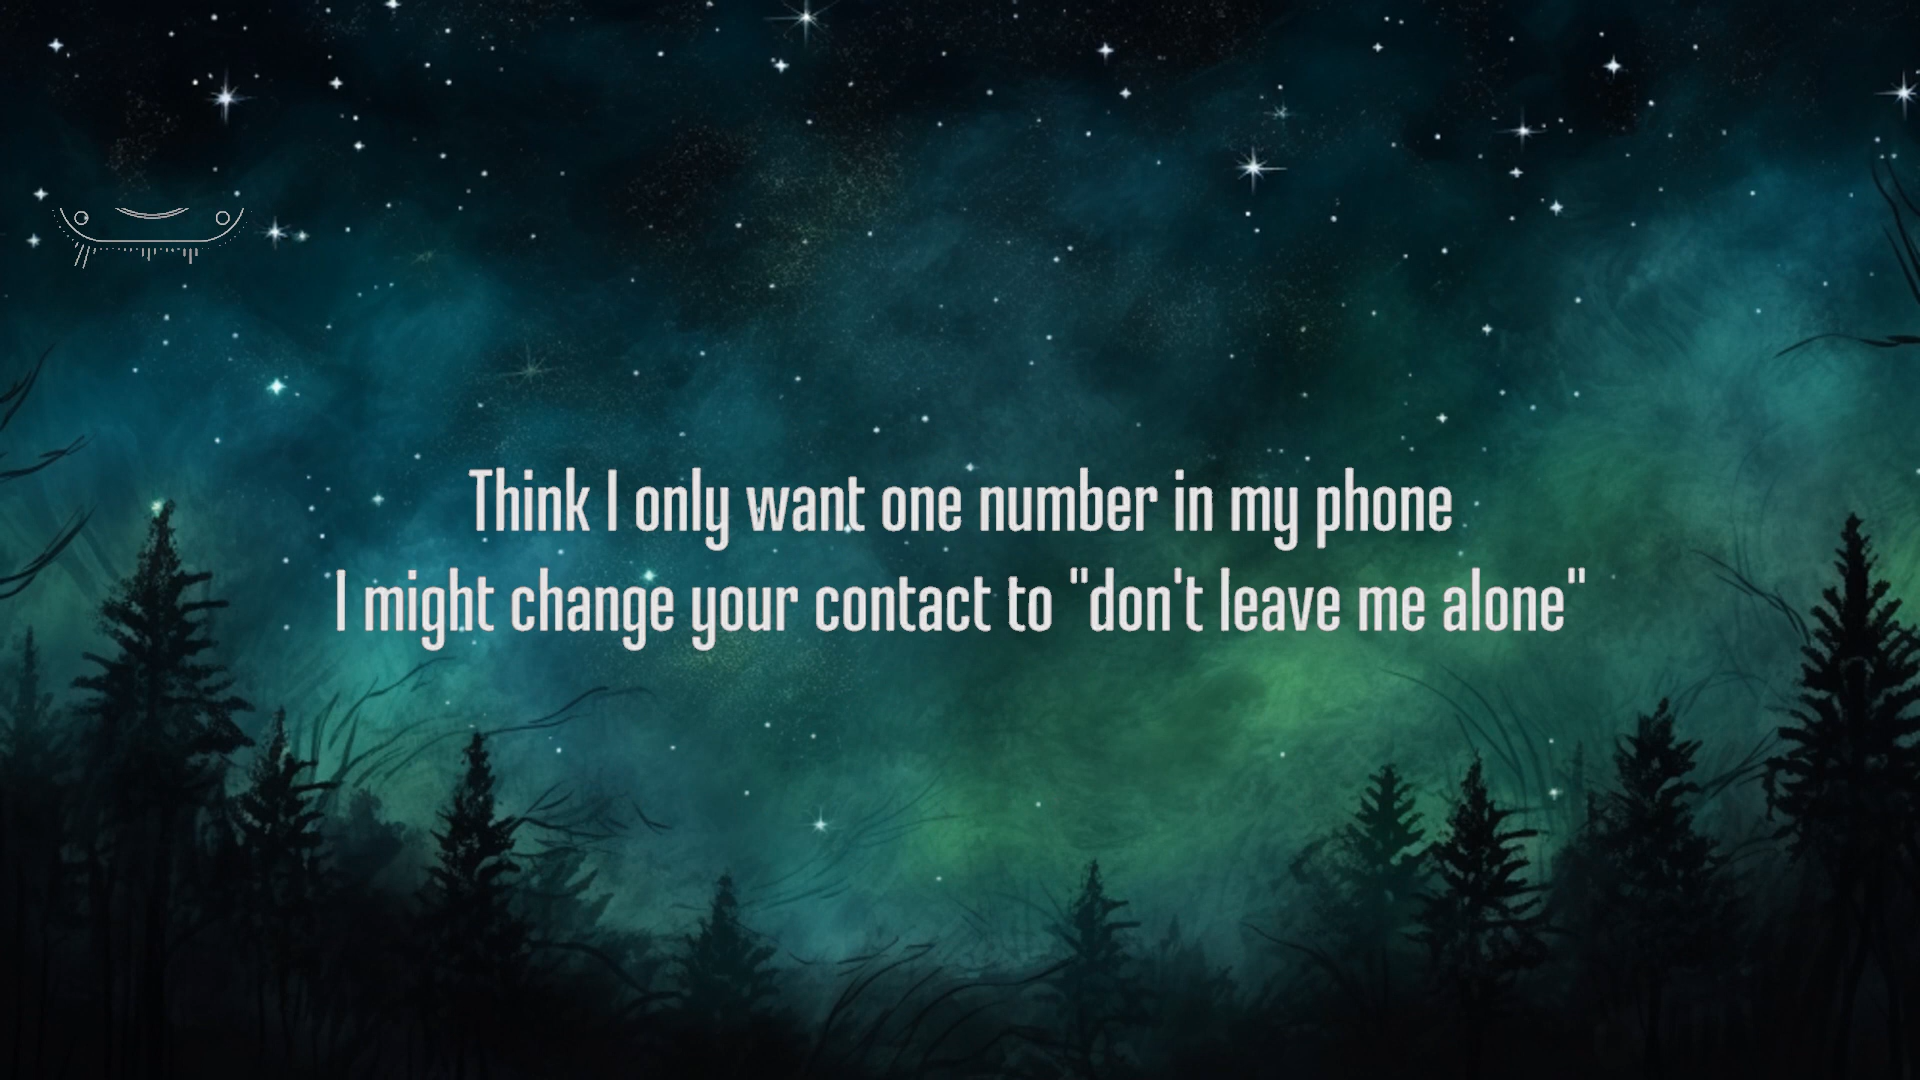 Think I only want one number in my phone
I might change your contact to "don't leave me alone"